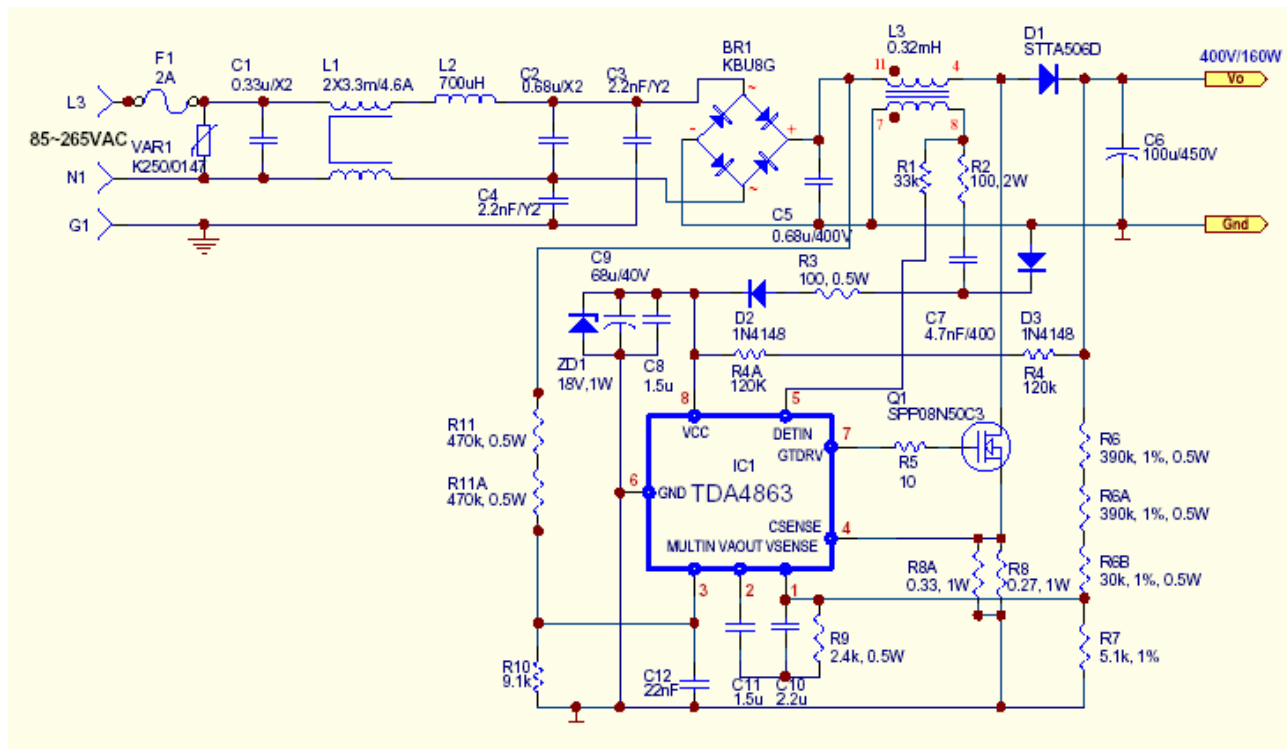 F1
2A
C1
0.33u/X2
L1
2X3.3m/4.6A
L2
700uH
C2
0.68u/X2
C3
2.2nF/Y2
BR1
KBU8G
L3
0.32mH
D1
STTA506D
400V/160W
Vo
L3
85~265VAC
N1
G1
VAR1
K250/0147
C4
2.2nF/Y2
~
-
+
~
11
4
7
8
R1
33k
R2
100, 2W
C6
100u/450V
Gnd
C5
0.68u/400V
C9
68u/40V
R3
100, 0.5W
ZD1
18V,1W
C8
1.5u
D2
1N4148
C7
4.7nF/400
D3
1N4148
R4A
120K
R4
120k
8
5
Q1
SPP08N50C3
R11
470k, 0.5W
R11A
470k, 0.5W
VCC
DETIN
GTDRV
7
R5
10
IC1
TDA4863
6
GND
CSENSE
4
MULTIN VAOUT VSENSE
3
2
1
R6
390k, 1%, 0.5W
R6A
390k, 1%, 0.5W
R6B
30k, 1%, 0.5W
R8A
0.33, 1W
R8
0.27, 1W
R7
5.1k, 1%
R9
2.4k, 0.5W
R10
9.1k
C12
22nF
C11
1.5u
C10
2.2u